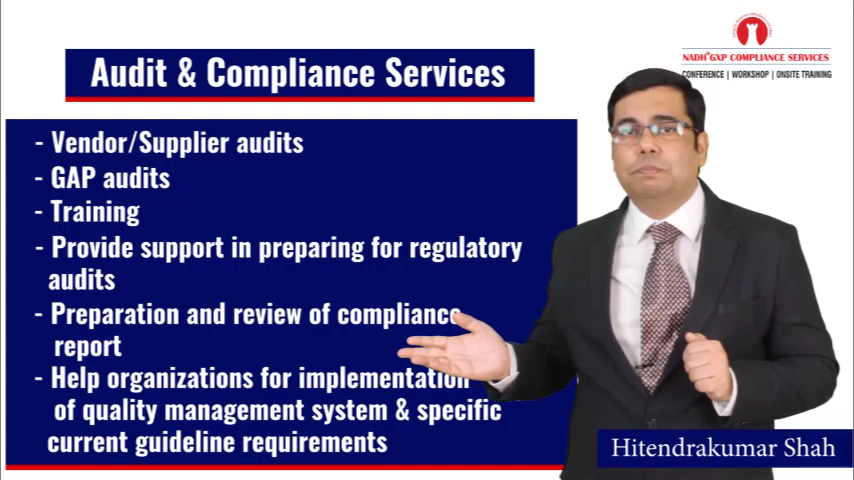 NADH+GXP COMPLIANCE SERVICES
CONFERENCE | WORKSHOP | ONSITE TRAINING
Audit & Compliance Services
- Vendor/Supplier audits
- GAP audits
- Training
- Provide support in preparing for regulatory
audits
- Preparation and review of compliance
report
- Help organizations for implementation
of quality management system & specific
current guideline requirements
Hitendrakumar Shah